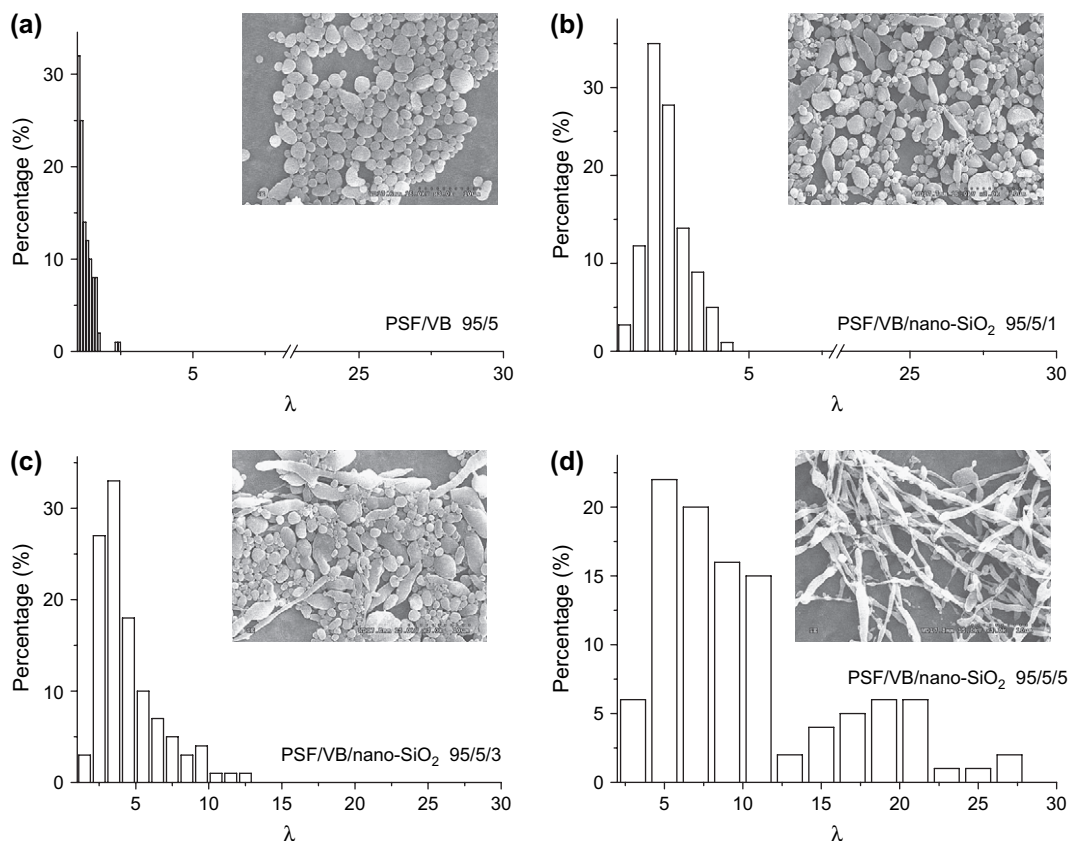 (a)
Percentage (%)
30
20
10
0
PSF/VB 95/5
5
25
30
λ
(b)
Percentage (%)
30
20
10
0
PSF/VB/nano-SiO₂ 95/5/1
5
25
30
λ
(c)
Percentage (%)
30
20
10
0
PSF/VB/nano-SiO₂ 95/5/3
5
10
15
20
25
30
λ
(d)
Percentage (%)
20
15
10
5
0
PSF/VB/nano-SiO₂ 95/5/5
5
10
15
20
25
30
λ